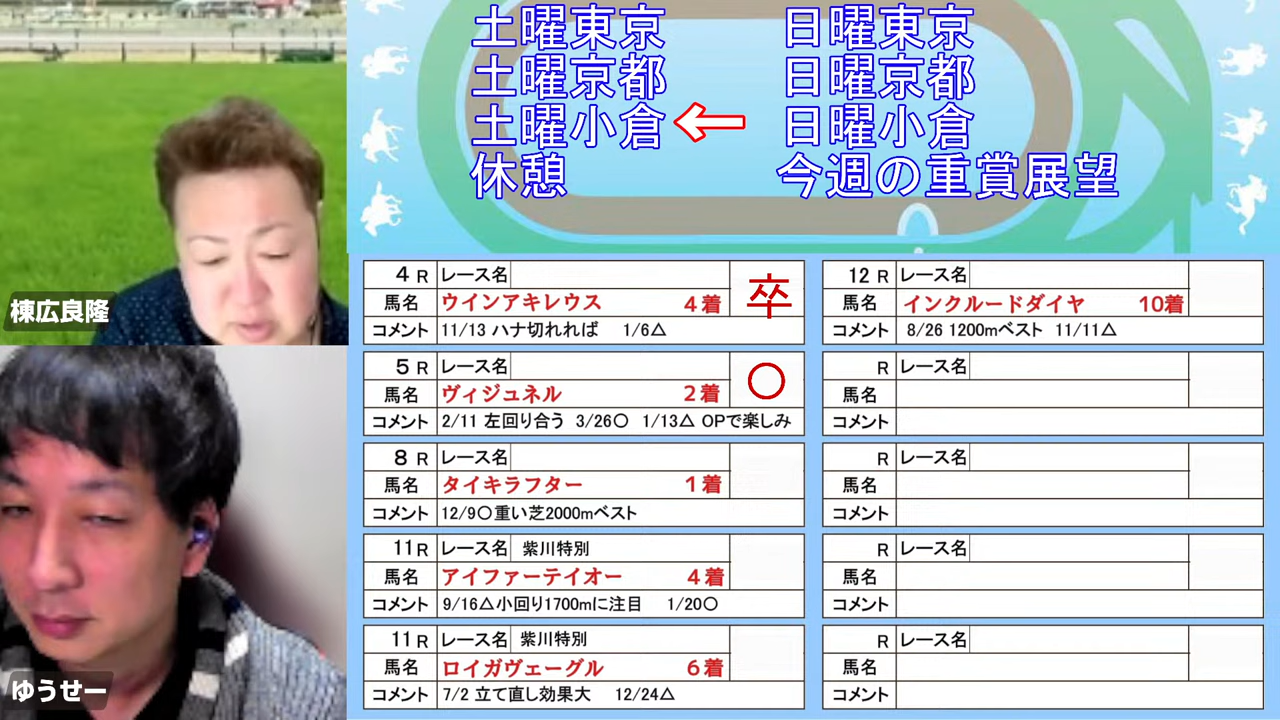 土曜東京
土曜京都
土曜小倉
休憩
日曜東京
日曜京都
日曜小倉
今週の重賞展望
棟広良隆
ゆうせー
4 R レース名
馬名 ウインアキレウス 4着 卒
コメント 11/13 ハナ切れれば 1/6△
5 R レース名
馬名 ヴィジュネル 2着 〇
コメント 2/11 左回り合う 3/26〇 1/13△ OPで楽しみ
8 R レース名
馬名 タイキラフター 1着
コメント 12/9〇重い芝2000mベスト
11 R レース名 紫川特別
馬名 アイファーテイオー 4着
コメント 9/16△小回り1700mに注目 1/20〇
11 R レース名 紫川特別
馬名 ロイガヴェーグル 6着
コメント 7/2 立て直し効果大 12/24△
12 R レース名
馬名 インクルードダイヤ 10着
コメント 8/26 1200mベスト 11/11△
R レース名
馬名
コメント
R レース名
馬名
コメント
R レース名
馬名
コメント
R レース名
馬名
コメント